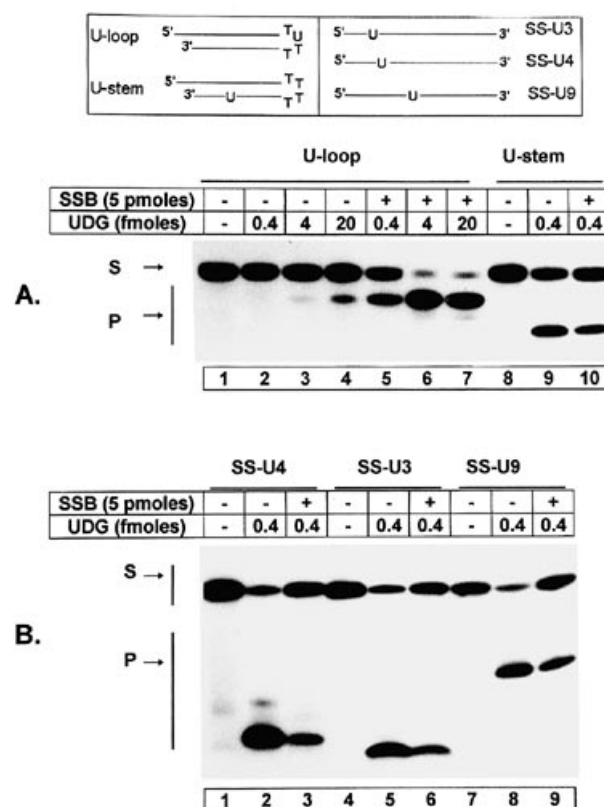 U-loop 5' T U
3' T T
U-stem 5' T T
3' U T T
5' U 3' SS-U3
5' U 3' SS-U4
5' U 3' SS-U9
U-loop U-stem
SSB (5 pmoles) - - - - + + + - - +
UDG (fmoles) - 0.4 4 20 0.4 4 20 - 0.4 0.4
S →
A.
P →
1 2 3 4 5 6 7 8 9 10
SS-U4 SS-U3 SS-U9
SSB (5 pmoles) - - + - - + - - +
UDG (fmoles) - 0.4 0.4 - 0.4 0.4 - 0.4 0.4
S →
B.
P →
1 2 3 4 5 6 7 8 9